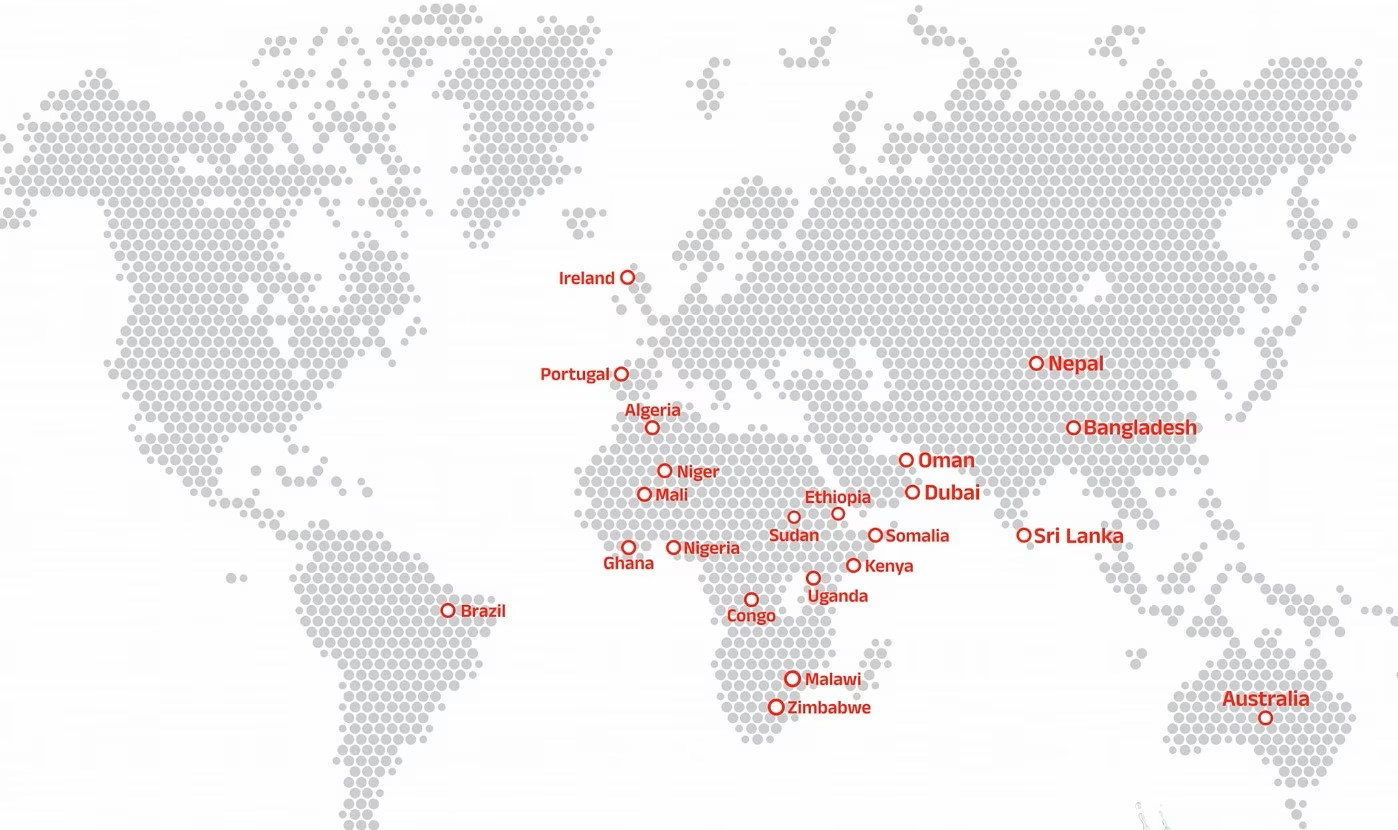 Ireland
Nepal
Portugal
Algeria
Bangladesh
Oman
Niger
Dubai
Mali
Ethiopia
Sudan
Somalia
Sri Lanka
Nigeria
Ghana
Kenya
Uganda
Brazil
Congo
Malawi
Australia
Zimbabwe